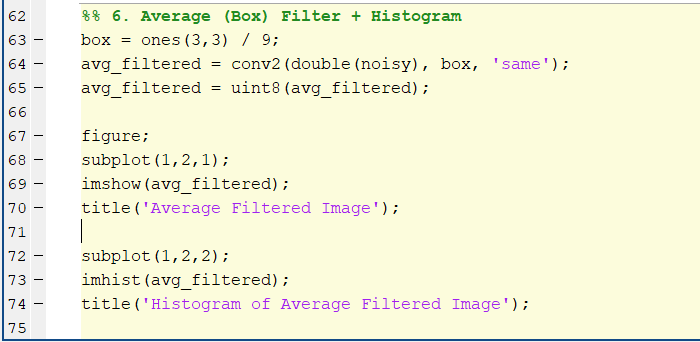 62 %% 6. Average (Box) Filter + Histogram
63 – box = ones(3,3) / 9;
64 – avg_filtered = conv2(double(noisy), box, 'same');
65 – avg_filtered = uint8(avg_filtered);
66
67 – figure;
68 – subplot(1,2,1);
69 – imshow(avg_filtered);
70 – title('Average Filtered Image');
71
72 – subplot(1,2,2);
73 – imhist(avg_filtered);
74 – title('Histogram of Average Filtered Image');
75